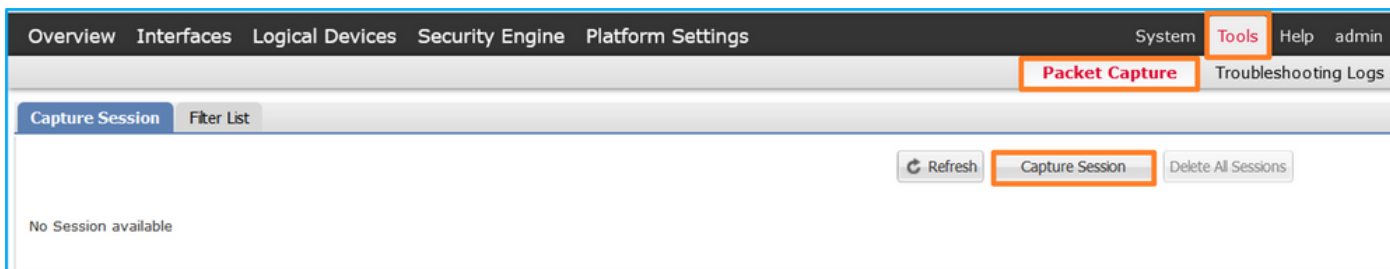 Overview Interfaces Logical Devices Security Engine Platform Settings System Tools Help admin
Packet Capture Troubleshooting Logs
Capture Session Filter List
Refresh Capture Session Delete All Sessions
No Session available